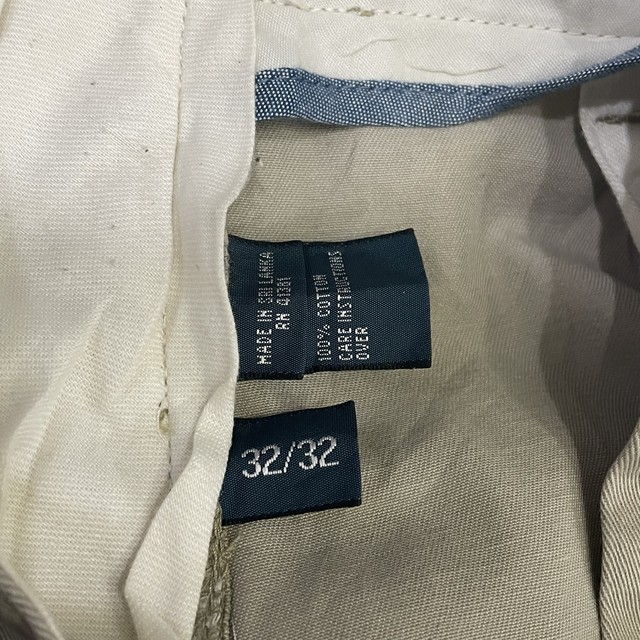 MADE IN SRI LANKA
RN 41381
100% COTTON
CARE INSTRUCTIONS
OVER
32/32